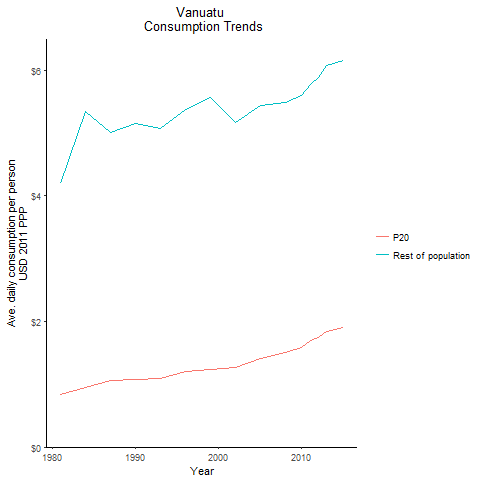 Vanuatu
Consumption Trends
$6
$4
$2
$0
Ave. daily consumption per person
USD 2011 PPP
1980
1990
2000
2010
Year
P20
Rest of population